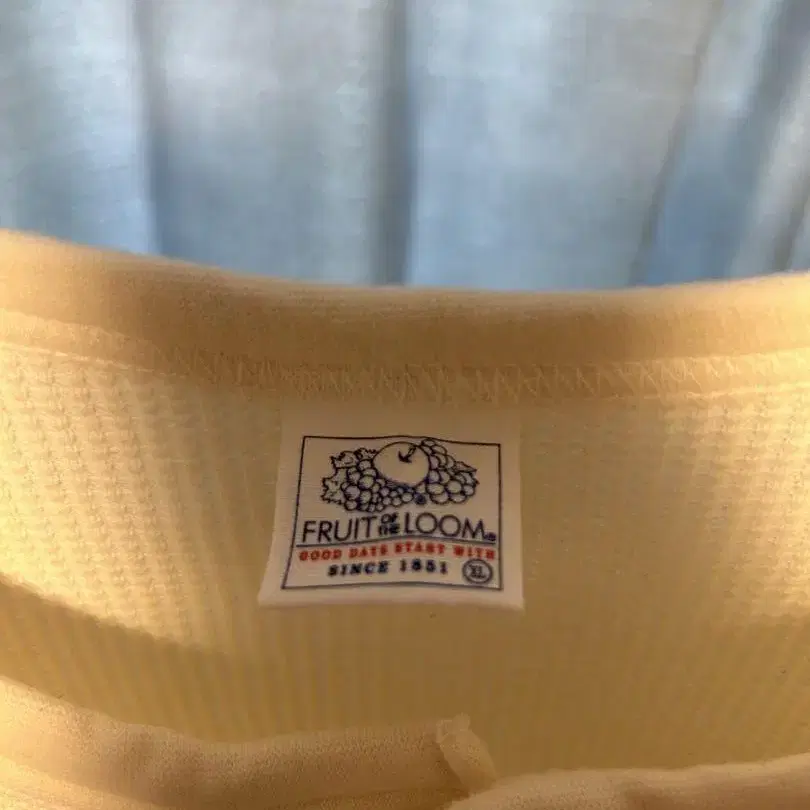 FRUIT OF THE LOOM®
GOOD DAYS START WITH
SINCE 1851 XL